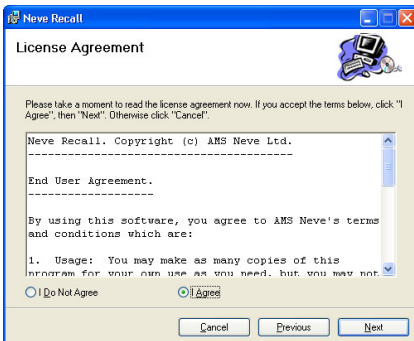 Neve Recall
License Agreement
Please take a moment to read the license agreement now. If you accept the terms below, click "I
Agree", then "Next". Otherwise click "Cancel".
Neve Recall. Copyright (c) AMS Neve Ltd.
----------------------------------------
End User Agreement.
-------------------
By using this software, you agree to AMS Neve's terms
and conditions which are:
1. Usage: You may make as many copies of this
program for your own use as you need, but you may not
I Do Not Agree
I Agree
Cancel
Previous
Next